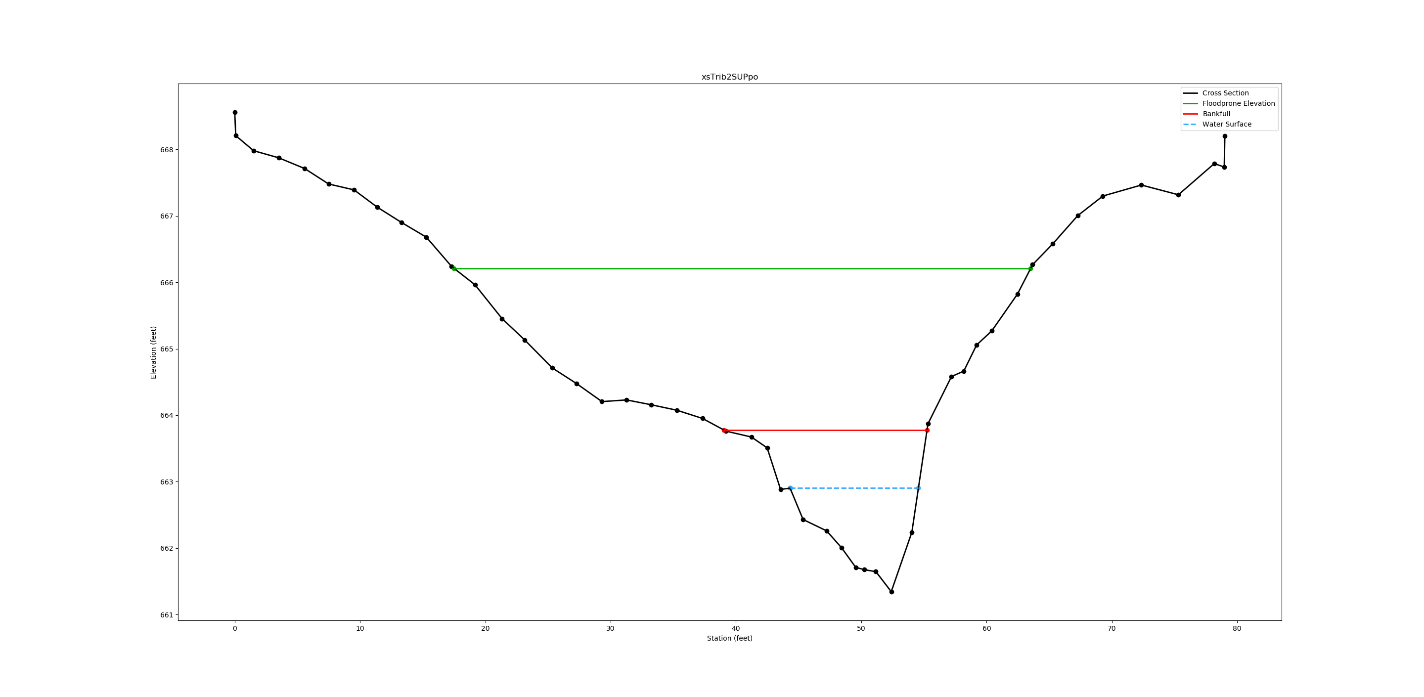 xsTrib2SUPpo
Cross Section
Floodprone Elevation
Bankfull
Water Surface
668
667
666
665
664
663
662
661
Elevation (feet)
0 10 20 30 40 50 60 70 80
Station (feet)